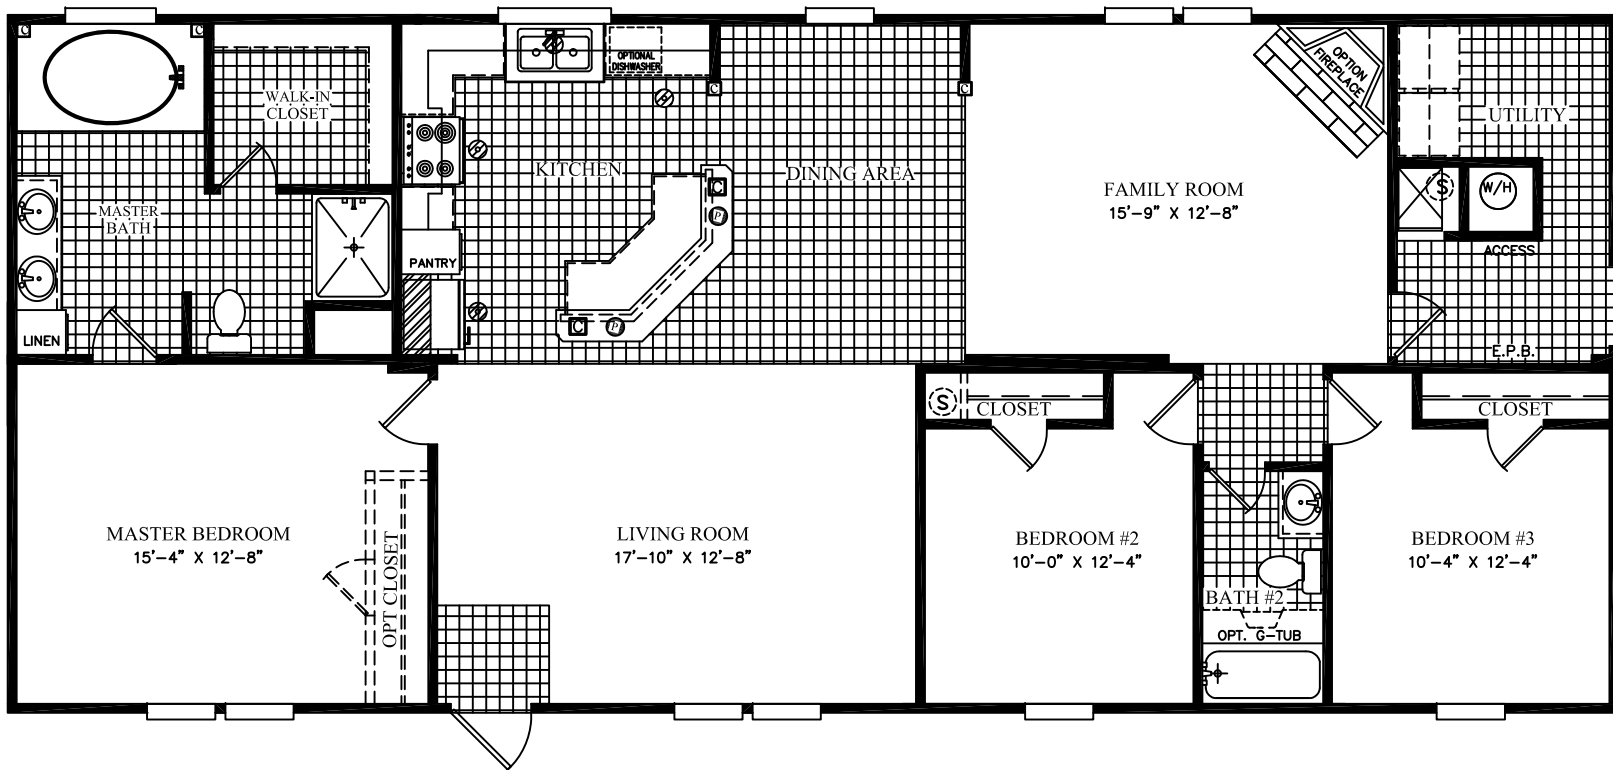 C
C
WALK-IN
CLOSET
OPTIONAL
DISHWASHER
C
C
OPTION
FIREPLACE
UTILITY
KITCHEN
DINING AREA
C
P
FAMILY ROOM
15'-9" X 12'-8"
S
W/H
ACCESS
MASTER
BATH
PANTRY
LINEN
C
P
E.P.B.
S
CLOSET
CLOSET
MASTER BEDROOM
15'-4" X 12'-8"
OPT CLOSET
LIVING ROOM
17'-10" X 12'-8"
BEDROOM #2
10'-0" X 12'-4"
BEDROOM #3
10'-4" X 12'-4"
BATH #2
OPT. G-TUB